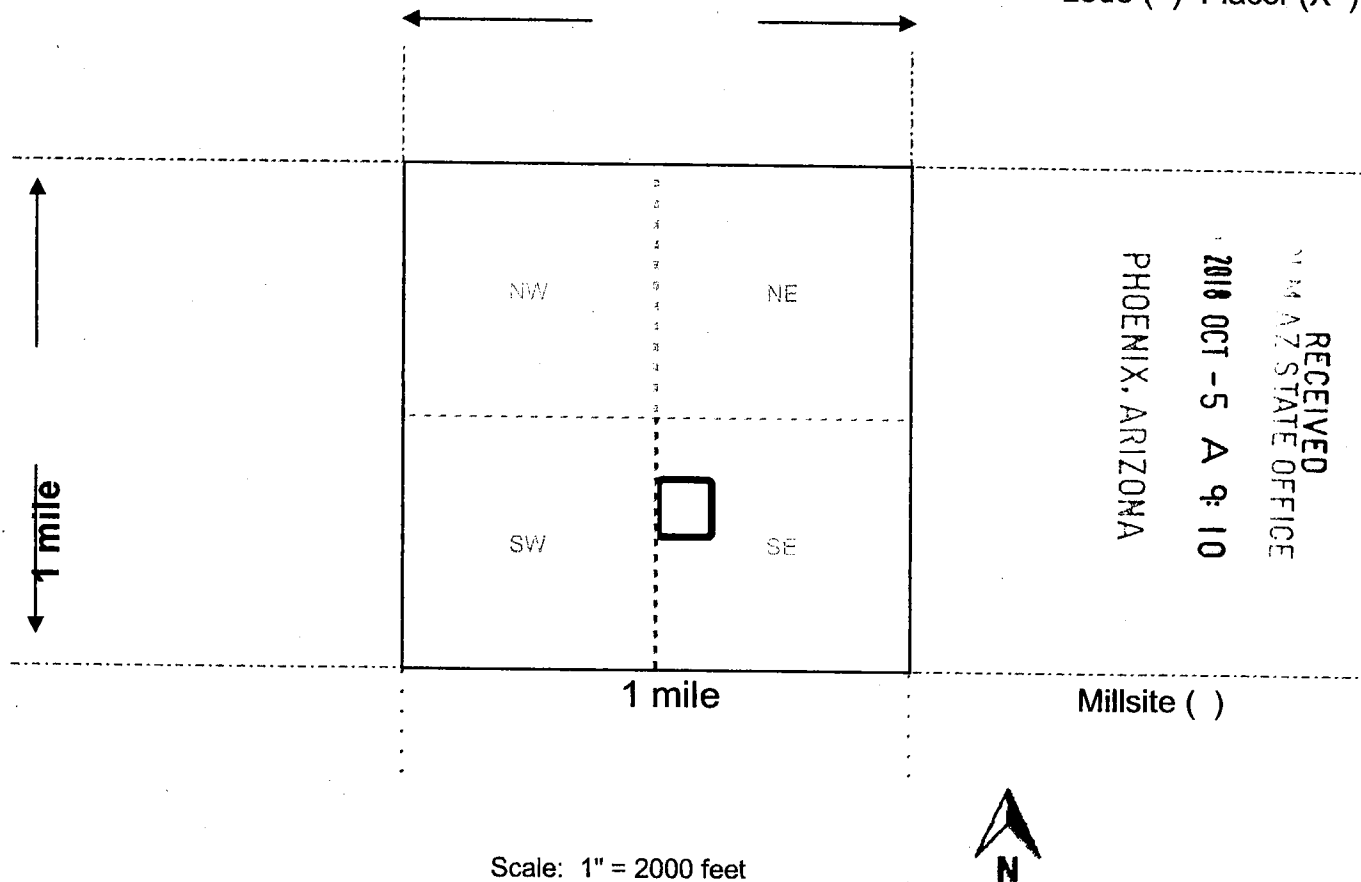 Placer (X )
NW
NE
SW
SE
1 mile
1 mile
RECEIVED
AZ STATE OFFICE
2018 OCT -5 A 9:10
PHOENIX, ARIZONA
Millsite ( )
Scale: 1" = 2000 feet
N